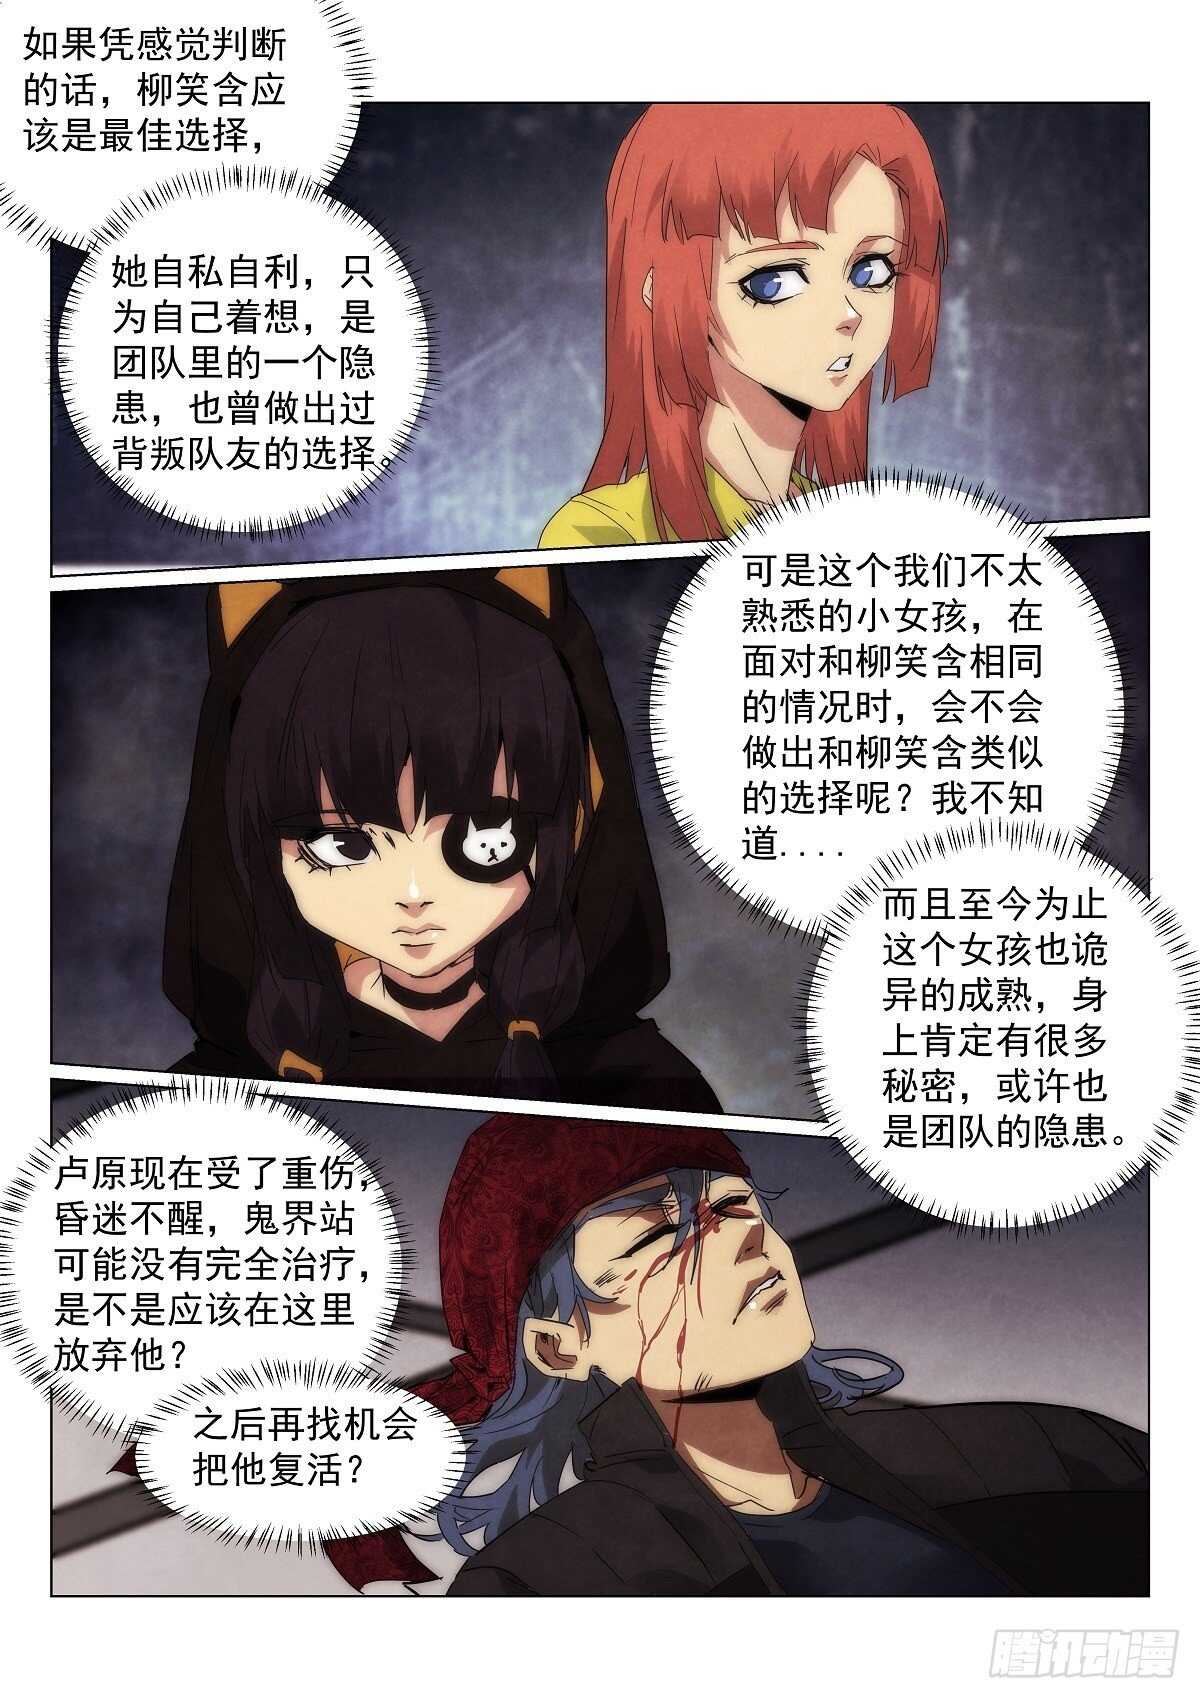 如果凭感觉判断
的话，柳笑含应
该是最佳选择，
她自私自利，只
为自己着想，是
团队里的一个隐
患，也曾做出过
背叛队友的选择。
可是这个我们不太
熟悉的小女孩，在
面对和柳笑含相同
的情况时，会不会
做出和柳笑含类似
的选择呢？我不知
道....
而且至今为止
这个女孩也诡
异的成熟，身
上肯定有很多
秘密，或许也
是团队的隐患。
卢原现在受了重伤，
昏迷不醒，鬼界站
可能没有完全治疗，
是不是应该在这里
放弃他？
之后再找机会
把他复活？
腾讯动漫